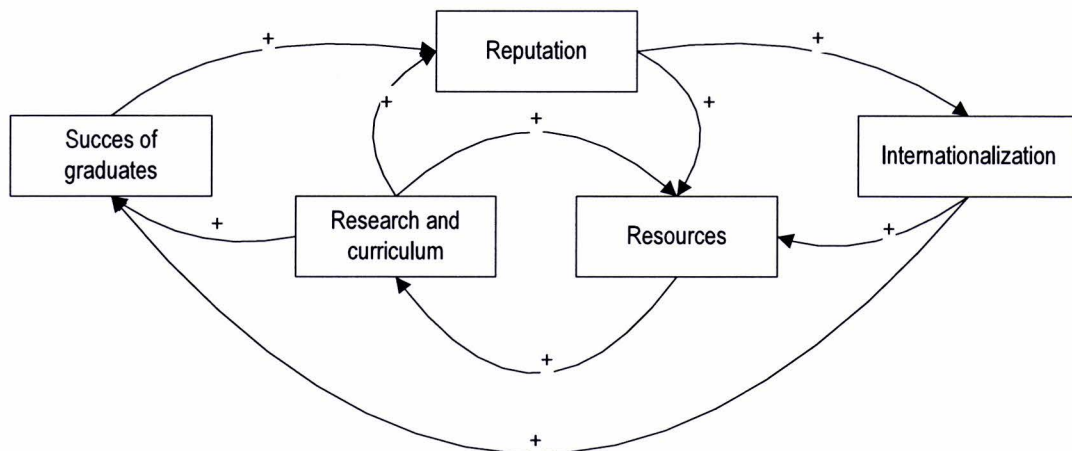 +
Reputation
+
+
+
+
Succes of
graduates
Internationalization
+
Research and
curriculum
Resources
+
+
+